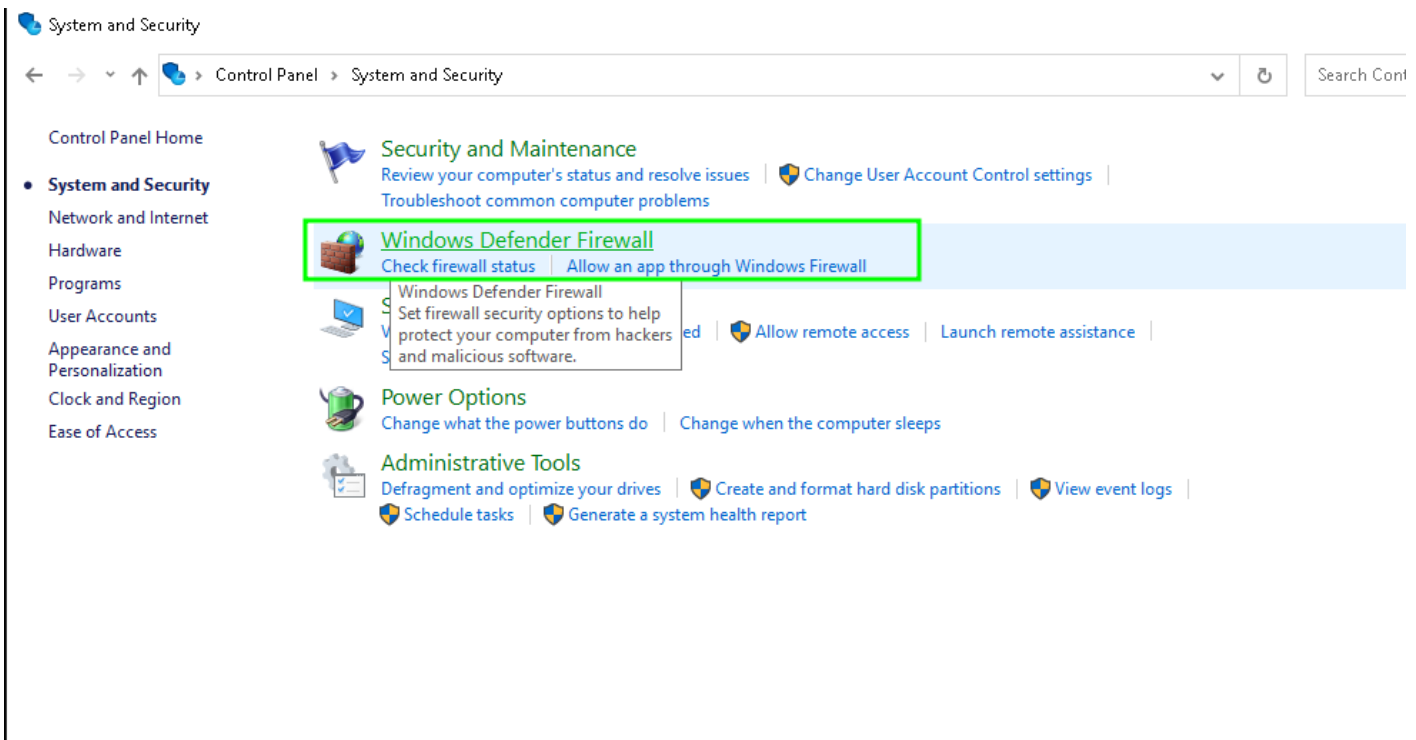 System and Security
Control Panel > System and Security
Search Cont
Control Panel Home
System and Security
Network and Internet
Hardware
Programs
User Accounts
Appearance and
Personalization
Clock and Region
Ease of Access
Security and Maintenance
Review your computer's status and resolve issues | Change User Account Control settings |
Troubleshoot common computer problems
Windows Defender Firewall
Check firewall status | Allow an app through Windows Firewall
Windows Defender Firewall
Set firewall security options to help
protect your computer from hackers
and malicious software.
S
V
ed | Allow remote access | Launch remote assistance |
S
Power Options
Change what the power buttons do | Change when the computer sleeps
Administrative Tools
Defragment and optimize your drives | Create and format hard disk partitions | View event logs |
Schedule tasks | Generate a system health report